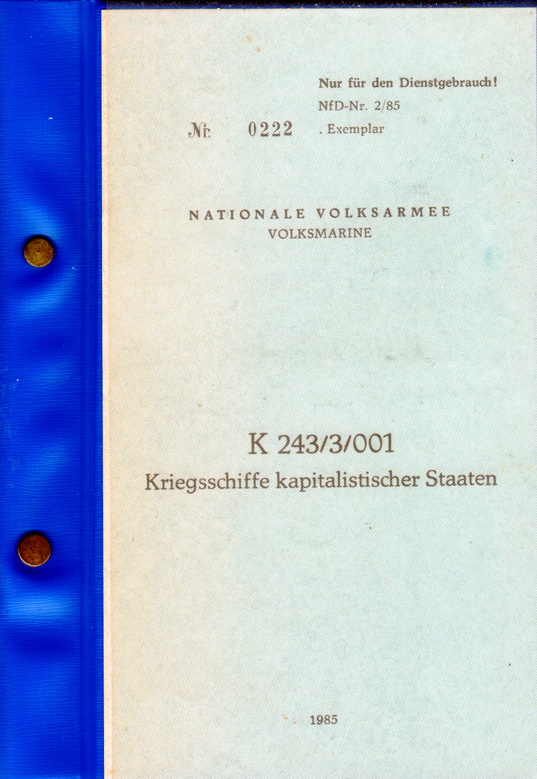 Nur für den Dienstgebrauch!
NfD-Nr. 2/85
Nr. 0222 . Exemplar
NATIONALE VOLKSARMEE
VOLKSMARINE
K 243/3/001
Kriegsschiffe kapitalistischer Staaten
1985